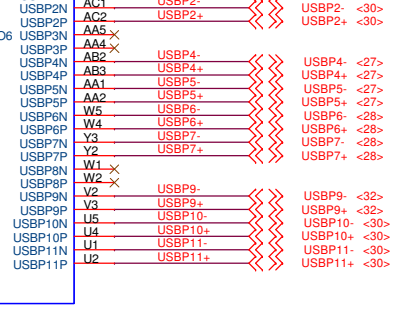 USBP2N AC1 USBP2- USBP2- <30>
USBP2P AC2 USBP2+ USBP2+ <30>
D6 USBP3N AA5
USBP3P AA4
USBP4N AB2 USBP4- USBP4- <27>
USBP4P AB3 USBP4+ USBP4+ <27>
USBP5N AA1 USBP5- USBP5- <27>
USBP5P AA2 USBP5+ USBP5+ <27>
USBP6N W5 USBP6- USBP6- <28>
USBP6P W4 USBP6+ USBP6+ <28>
USBP7N Y3 USBP7- USBP7- <28>
USBP7P Y2 USBP7+ USBP7+ <28>
USBP8N W1
USBP8P W2
USBP9N V2 USBP9- USBP9- <32>
USBP9P V3 USBP9+ USBP9+ <32>
USBP10N U5 USBP10- USBP10- <30>
USBP10P U4 USBP10+ USBP10+ <30>
USBP11N U1 USBP11- USBP11- <30>
USBP11P U2 USBP11+ USBP11+ <30>